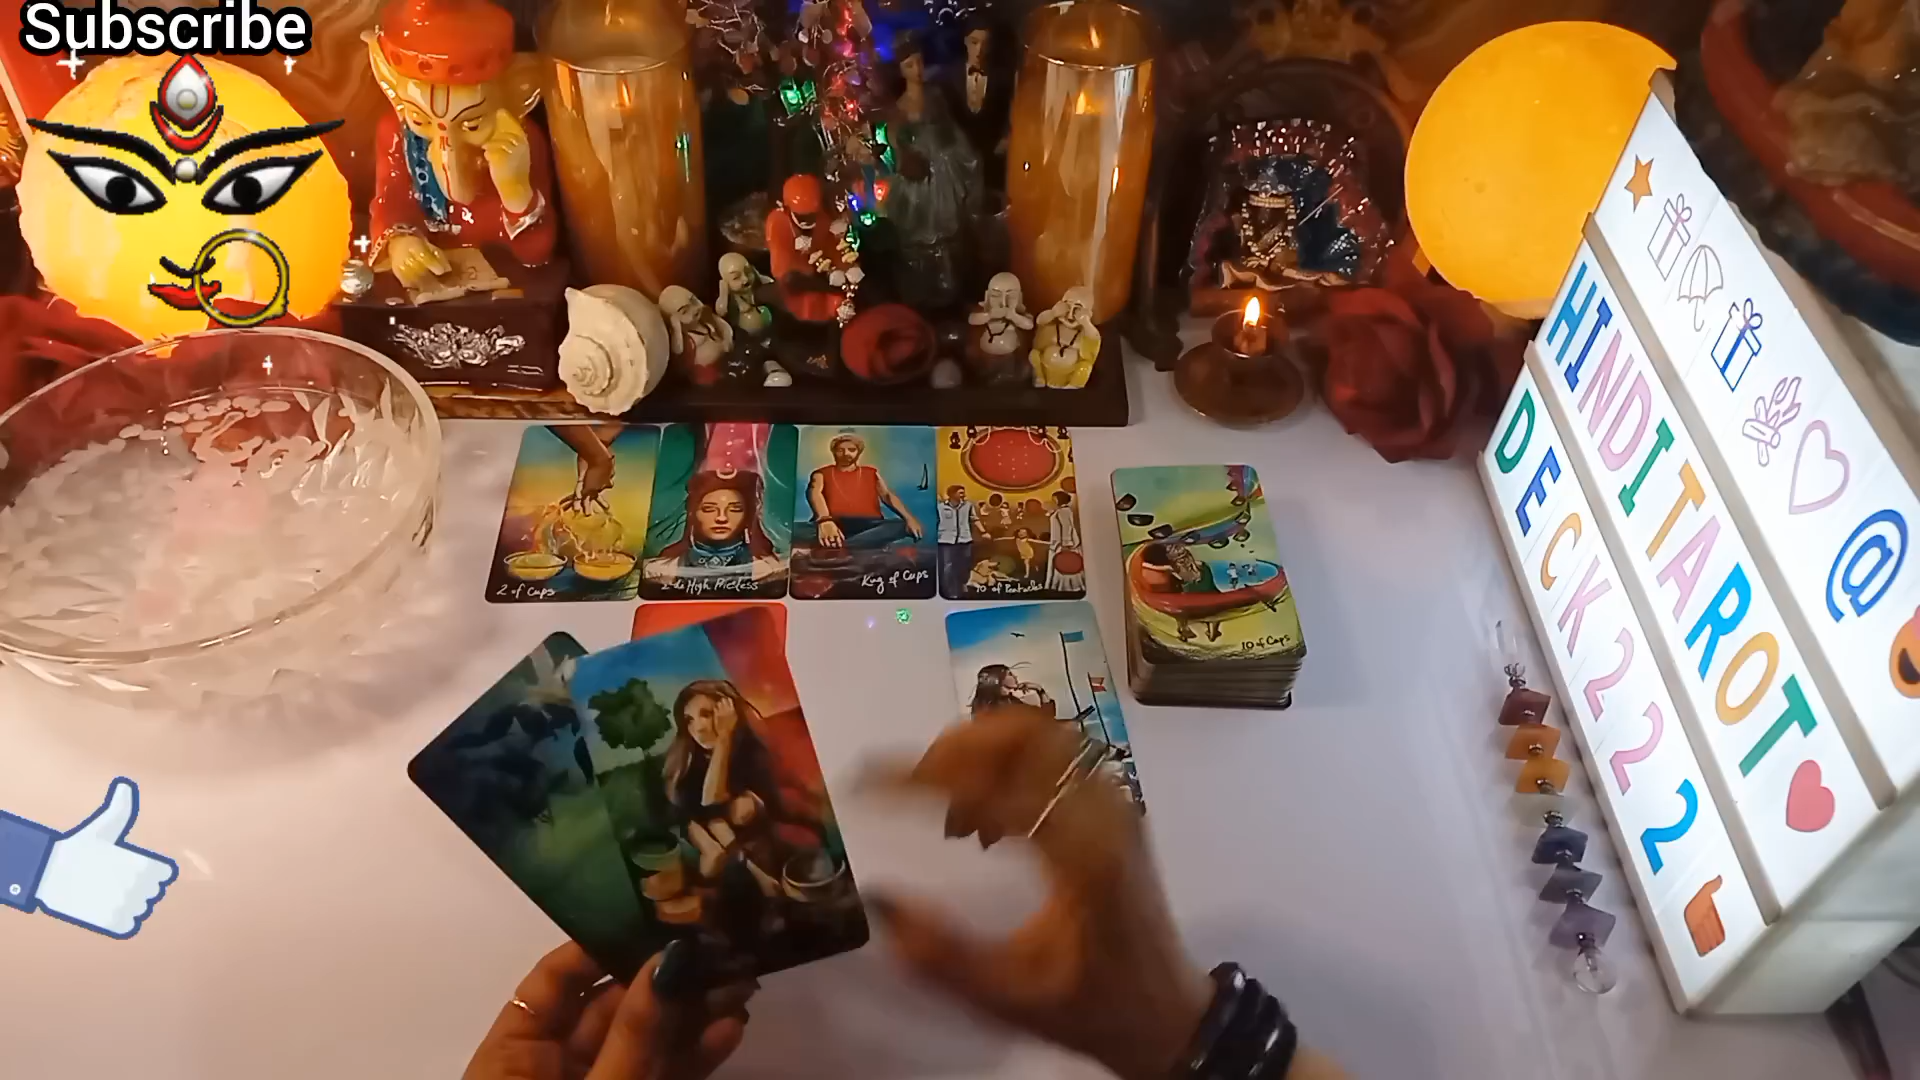 Subscribe
@
HINDITAROT
DECK222
2 of Cups
The High Priestess
King of Cups
10 of Pentacles
10 of Cups